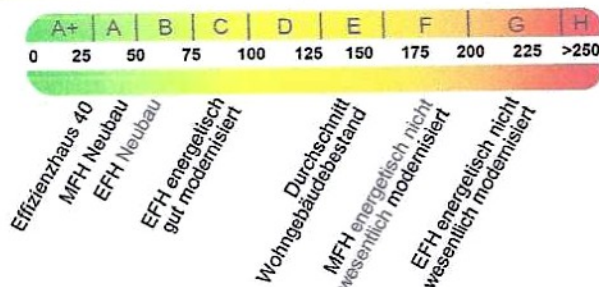 A+ A B C D E F G H
0 25 50 75 100 125 150 175 200 225 >250
Effizienzhaus 40
MFH Neubau
EFH Neubau
EFH energetisch
gut modernisiert
Durchschnitt
Wohngebäudebestand
MFH energetisch nicht
wesentlich modernisiert
EFH energetisch nicht
wesentlich modernisiert